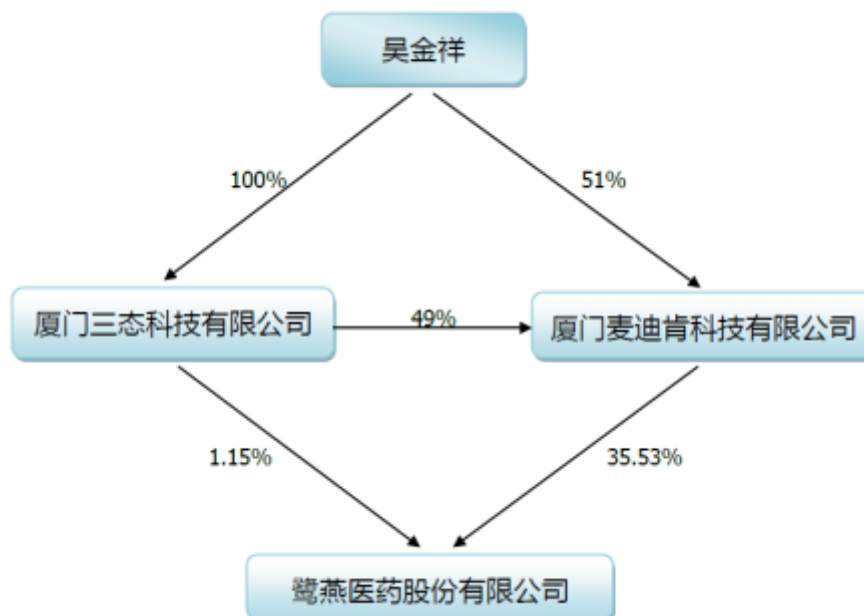 吴金祥
100%
51%
厦门三态科技有限公司
49%
厦门麦迪肯科技有限公司
1.15%
35.53%
鹭燕医药股份有限公司